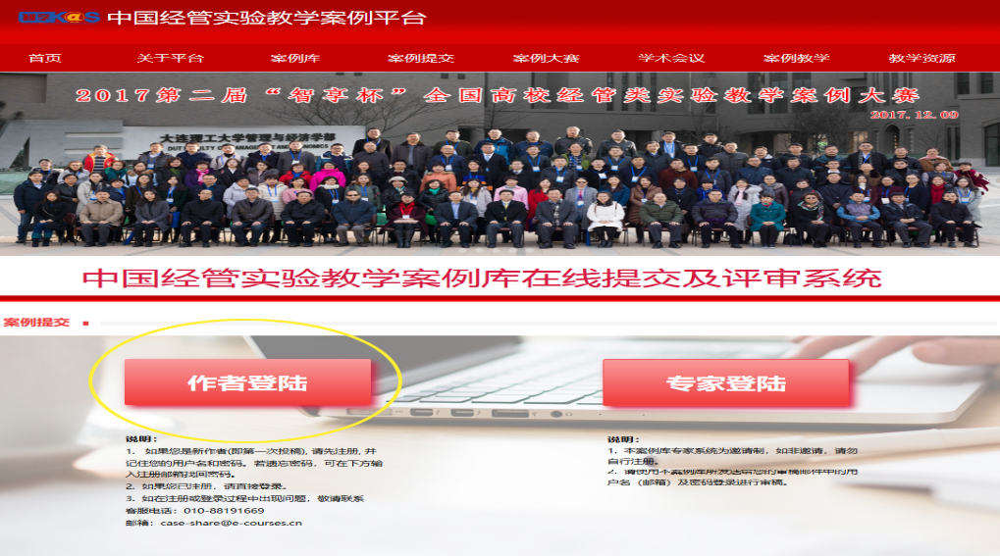 中国经管实验教学案例平台
首页 关于平台 案例库 案例提交 案例大赛 学术会议 案例教学 教学资源
2017第二届“智享杯”全国高校经管类实验教学案例大赛
2017.12.09
大连理工大学管理与经济学部
DUT FACULTY OF MANAGEMENT AND ECONOMICS
中国经管实验教学案例库在线提交及评审系统
案例提交
作者登陆
说明：
1、 如果您是新作者(即第一次投稿), 请先注册, 并
记住您的用户名和密码。若遗忘密码，可在下方输
入注册邮箱找回密码。
2、如果您已注册，请直接登录。
3、如在注册或登录过程中出现问题，敬请联系
客服电话：010-88191669
邮箱：case-share@e-courses.cn
专家登陆
说明：
1、本案例库专家系统为邀请制，如非邀请，请勿
自行注册。
2、请使用本案例库所发送给您的审稿邮件中的用
户名（邮箱）及密码登录进行审稿。